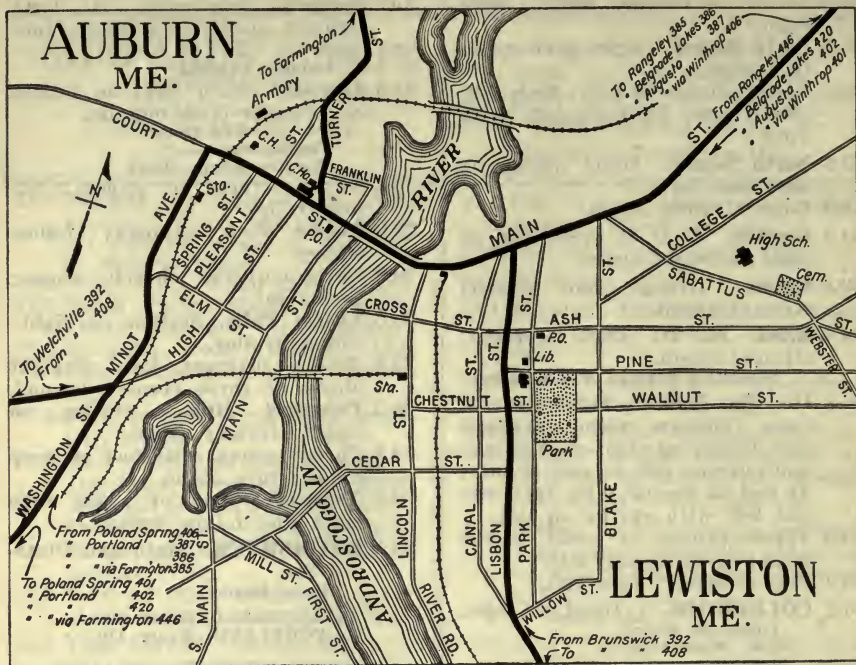 AUBURN
ME.
To Farmington
Armory
COURT
C.H.
ST.
TURNER
ST.
C.Ho.
FRANKLIN
ST.
RIVER
To Rangeley 385
" Belgrade Lakes 386
" Augusta 387
" " via Winthrop 406
From Rangeley 446
" Belgrade Lakes 420
" Augusta 402
" " via Winthrop 401
ST.
MAIN
N
Sta.
AVE.
MINOT
SPRING ST.
PLEASANT
ST.
HIGH
ST.
ELM
ST.
MAIN
ST.
P.O.
COLLEGE ST.
High Sch.
SABATTUS
Cem.
WEBSTER ST.
CROSS
ST.
ASH ST.
P.O.
Lib.
PINE ST.
C.H.
Sta.
CHESTNUT ST.
WALNUT ST.
Park
CEDAR ST.
To Welchville 392
From " 408
WASHINGTON ST.
From Poland Spring 406
" Portland 387
" " 386
" " via Farmington 385
To Poland Spring 401
" Portland 402
" " 420
" " via Farmington 446
S. MAIN ST.
MILL ST.
FIRST ST.
ANDROSCOGGIN
LINCOLN
ST.
RIVER RD.
CANAL
ST.
LISBON
ST.
PARK
ST.
BLAKE
ST.
WILLOW ST.
LEWISTON
ME.
From Brunswick 392
To " " 408